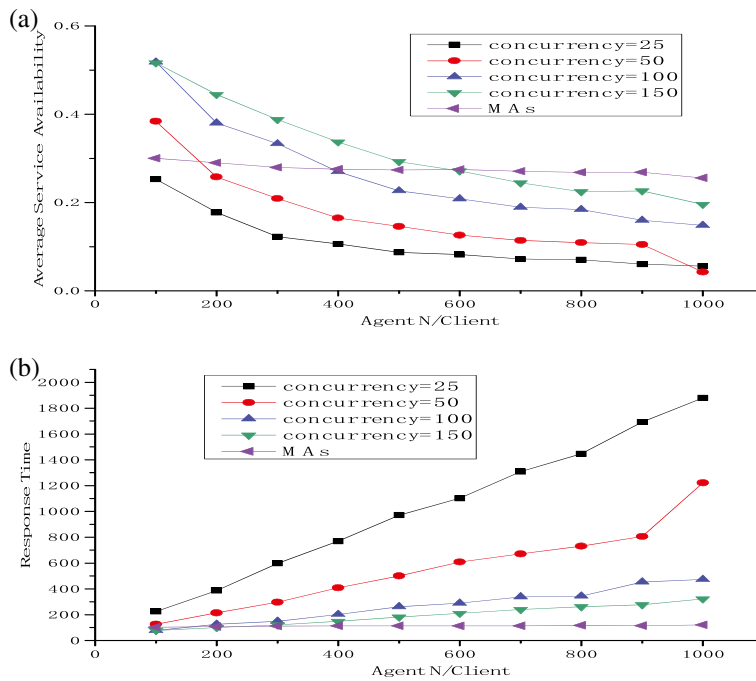 (a)
0.6
concurrency=25
concurrency=50
concurrency=100
concurrency=150
MAs
0.4
0.2
0.0
Average Service Availability
0 200 400 600 800 1000
Agent N/Client
(b)
2000
1800
1600
1400
1200
1000
800
600
400
200
0
concurrency=25
concurrency=50
concurrency=100
concurrency=150
MAs
Response Time
0 200 400 600 800 1000
Agent N/Client